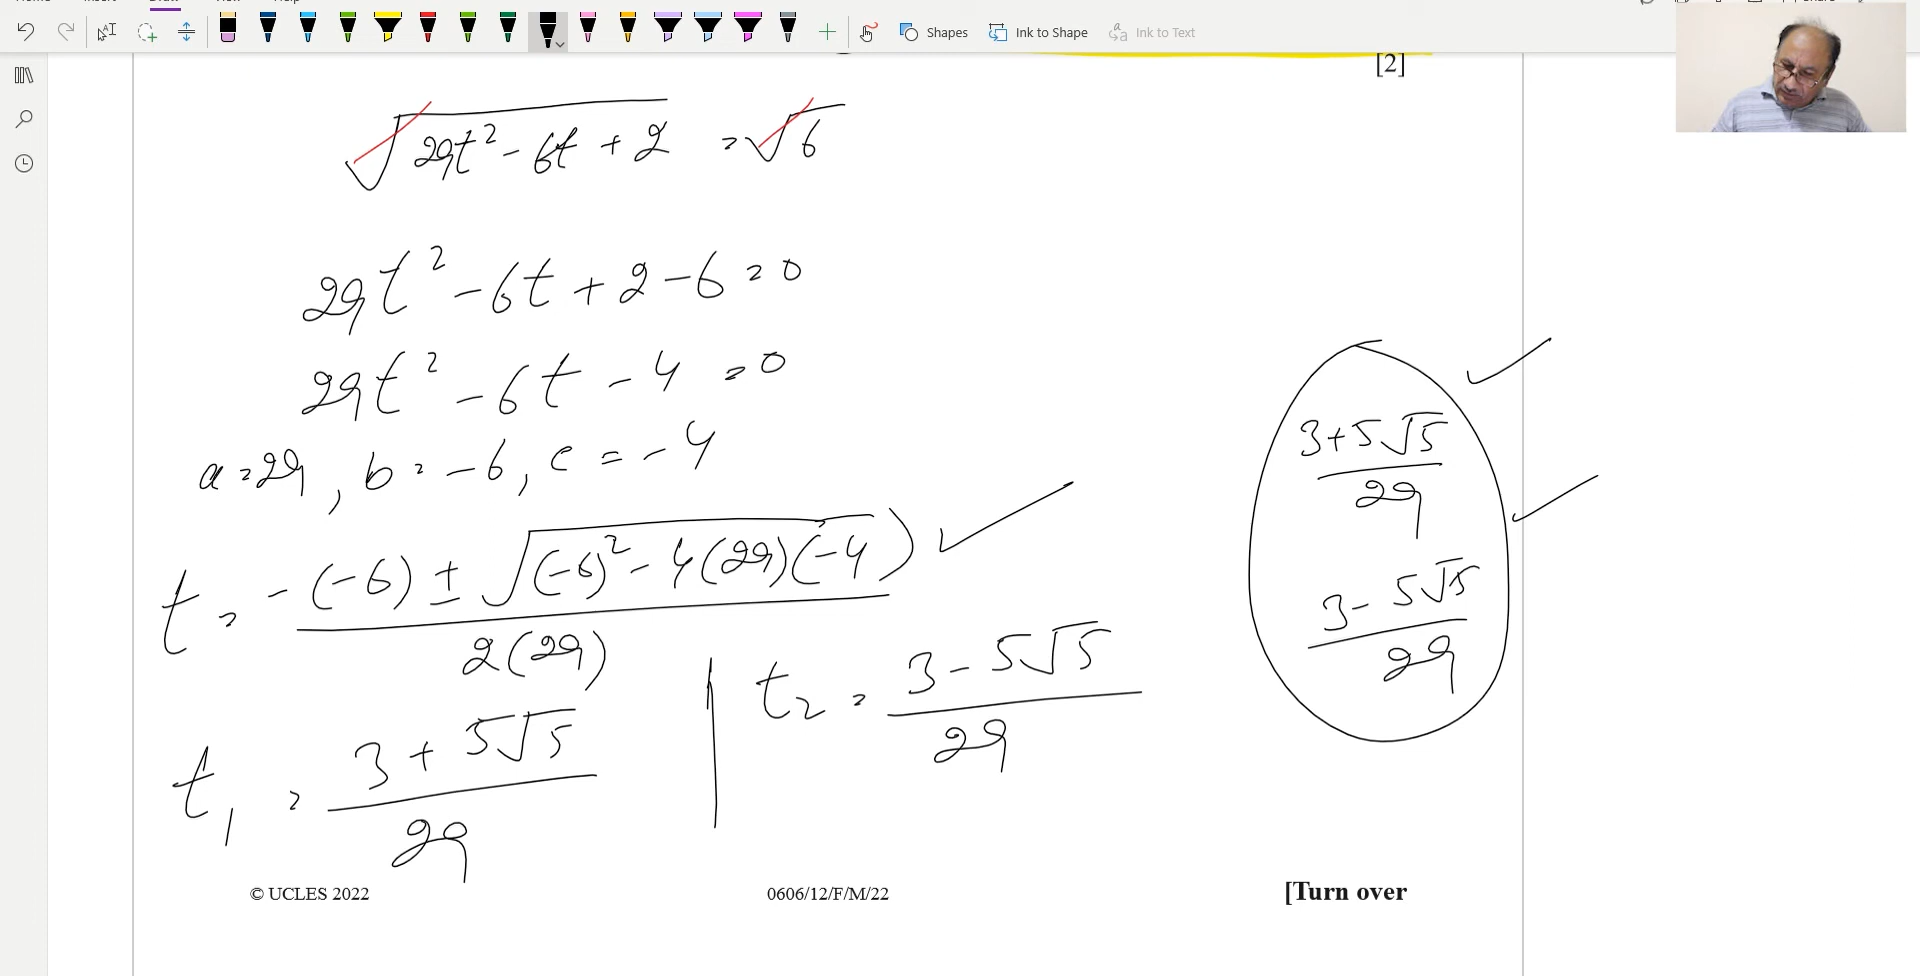 Shapes Ink to Shape Ink to Text
[2]
√(29t² - 6t + 2) = √6
29t² - 6t + 2 - 6 = 0
29t² - 6t - 4 = 0
a = 29, b = -6, c = -4
t = (-(-6) ± √((-6)² - 4(29)(-4))) / 2(29)
t₁ = (3 + 5√5) / 29
t₂ = (3 - 5√5) / 29
(3 + 5√5) / 29
(3 - 5√5) / 29
© UCLES 2022 0606/12/F/M/22 [Turn over